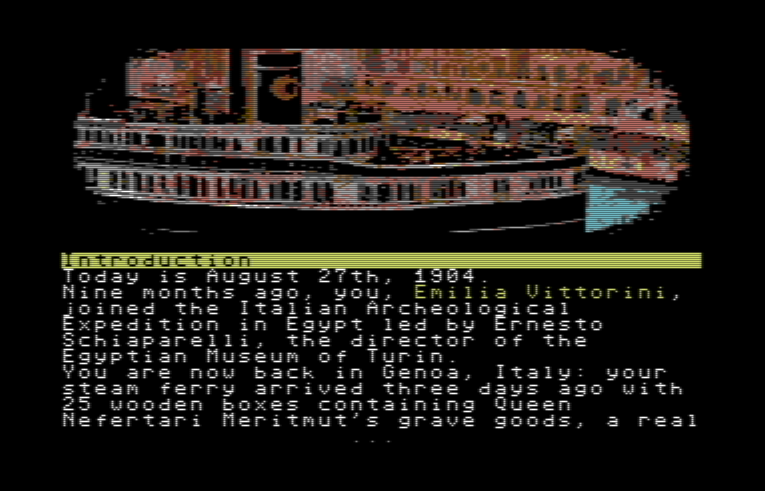 Introduction
Today is August 27th, 1904.
Nine months ago, you, Emilia Vittorini,
joined the Italian Archeological
Expedition in Egypt led by Ernesto
Schiaparelli, the director of the
Egyptian Museum of Turin.
You are now back in Genoa, Italy: your
steam ferry arrived three days ago with
25 wooden boxes containing Queen
Nefertari Meritmut's grave goods, a real
...